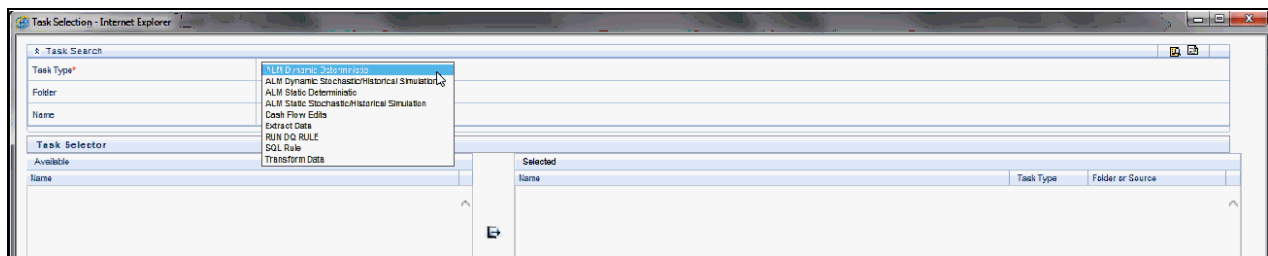 Task Selection - Internet Explorer
Task Search
Task Type*
ALM Dynamic Deterministic
ALM Dynamic Stochastic/Historical Simulation
Folder
ALM Static Deterministic
ALM Static Stochastic/Historical Simulation
Name
Cash Flow Edits
Extract Data
RUN DQ RULE
Task Selector
SQL Rule
Transform Data
Available
Selected
Name
Name Task Type Folder or Source